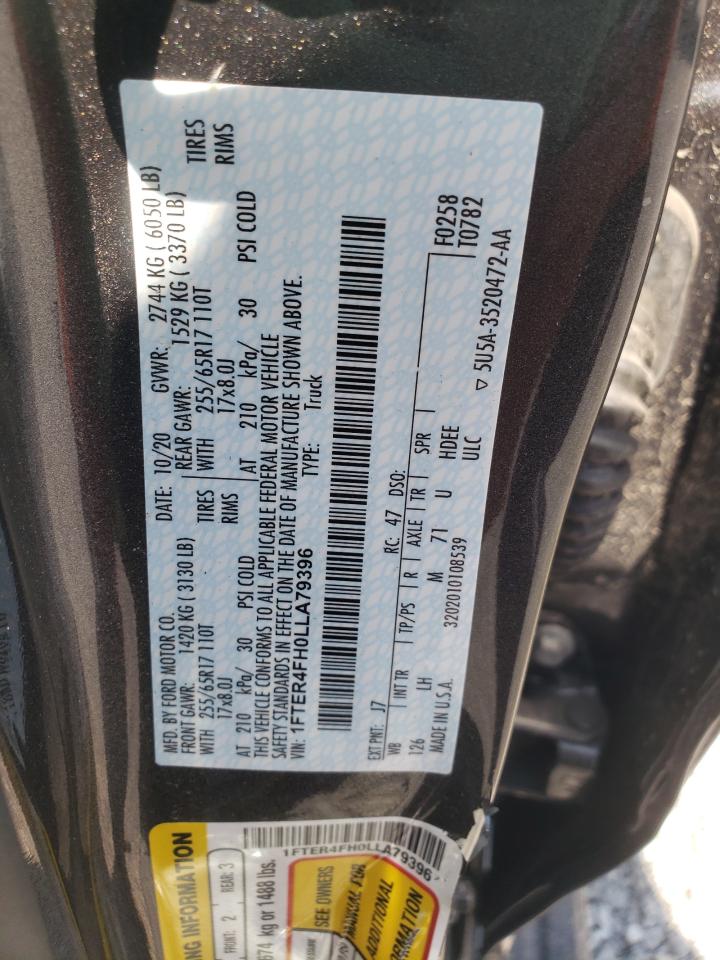 MFD. BY FORD MOTOR CO.
DATE: 10/20
GVWR: 2744 KG ( 6050 LB)
FRONT GAWR: 1420 KG ( 3130 LB)
REAR GAWR: 1529 KG ( 3370 LB)
WITH 255/65R17 110T TIRES
WITH 255/65R17 110T TIRES
17x8.0J RIMS
17x8.0J RIMS
AT 210 kPa/ 30 PSI COLD
AT 210 kPa/ 30 PSI COLD
THIS VEHICLE CONFORMS TO ALL APPLICABLE FEDERAL MOTOR VEHICLE
SAFETY STANDARDS IN EFFECT ON THE DATE OF MANUFACTURE SHOWN ABOVE.
VIN: 1FTER4FH0LLA79396
TYPE: Truck
F0258
T0782
EXT PNT: J7 RC: 47 DSO:
WB INT TR TP/PS R AXLE TR SPR
126 LH M 71 U HDEE
ULC
MADE IN U.S.A. 3202010108539
▽ 5U5A-3520472-AA
NG INFORMATION
FRONT: 2 REAR: 3
674 kg or 1488 lbs.
1FTER4FH0LLA79396
SEE OWNERS
MANUAL FOR
ADDITIONAL
ORMATION